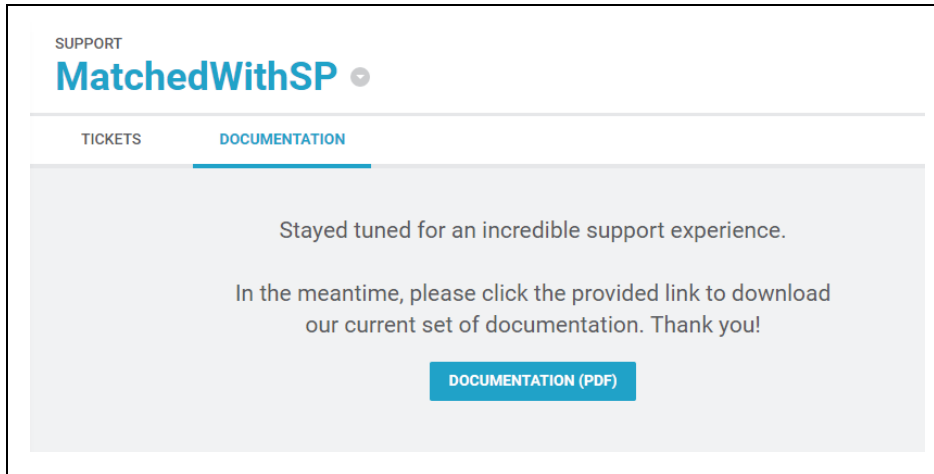 SUPPORT
MatchedWithSP
TICKETS DOCUMENTATION
Stayed tuned for an incredible support experience.
In the meantime, please click the provided link to download
our current set of documentation. Thank you!
DOCUMENTATION (PDF)